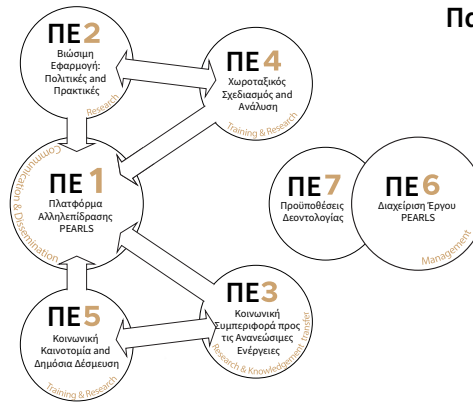 Πα
ΠΕ2
Βιώσιμη
Εφαρμογή:
Πολιτικές and
Πρακτικές
Research
ΠΕ4
Χωροταξικός
Σχεδιασμός and
Ανάλυση
Training & Research
Communication & Dissemination
ΠΕ1
Πλατφόρμα
Αλληλεπίδρασης
PEARLS
ΠΕ7
Προϋποθέσεις
Δεοντολογίας
ΠΕ6
Διαχείριση Έργου
PEARLS
Management
ΠΕ5
Κοινωνική
Καινοτομία and
Δημόσια Δέσμευση
Training & Research
ΠΕ3
Κοινωνική
Συμπεριφορά προς
τις Ανανεώσιμες
Ενέργειες
Research & Knowledgement transfer